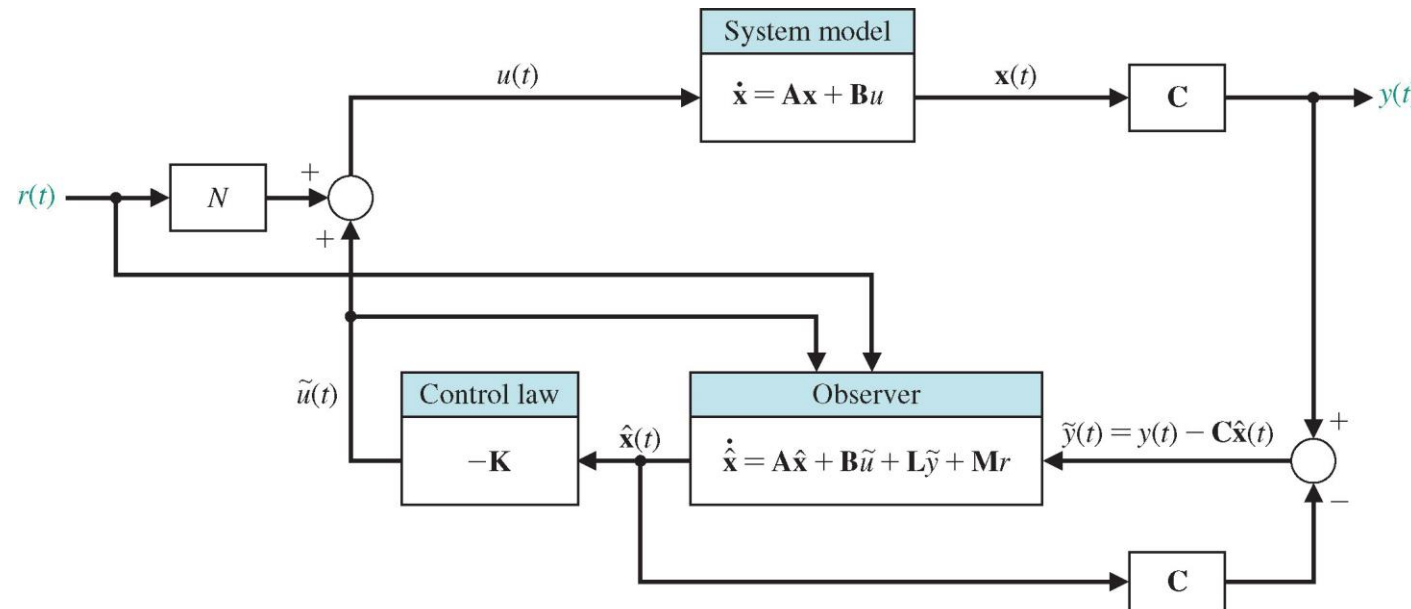 System model
ẋ = Ax + Bu
u(t)
x(t)
C
y(t
r(t)
N
+
+
ũ(t)
Control law
−K
x̂(t)
Observer
x̂̇ = Ax̂ + Bũ + Lỹ + Mr
ỹ(t) = y(t) − Cx̂(t)
+
−
C